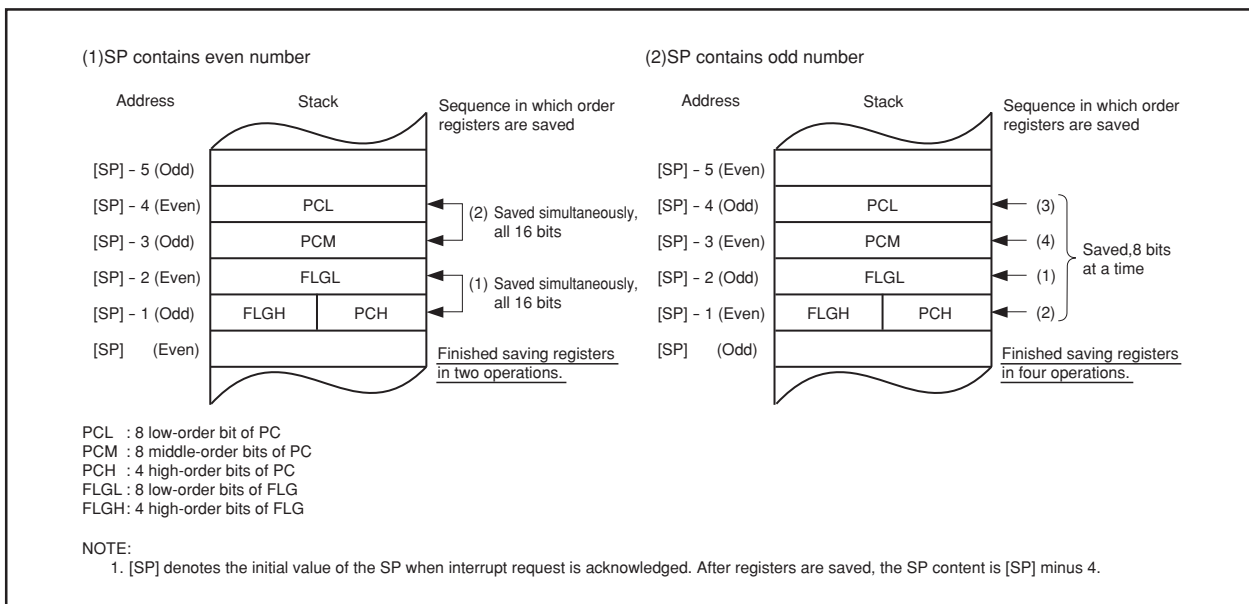 (1)SP contains even number
Address
Stack
Sequence in which order
registers are saved
[SP] - 5 (Odd)
[SP] - 4 (Even)
PCL
[SP] - 3 (Odd)
PCM
(2) Saved simultaneously,
all 16 bits
[SP] - 2 (Even)
FLGL
[SP] - 1 (Odd)
FLGH
PCH
(1) Saved simultaneously,
all 16 bits
[SP] (Even)
Finished saving registers
in two operations.
(2)SP contains odd number
Address
Stack
Sequence in which order
registers are saved
[SP] - 5 (Even)
[SP] - 4 (Odd)
PCL
(3)
[SP] - 3 (Even)
PCM
(4)
[SP] - 2 (Odd)
FLGL
(1)
[SP] - 1 (Even)
FLGH
PCH
(2)
Saved,8 bits
at a time
[SP] (Odd)
Finished saving registers
in four operations.
PCL : 8 low-order bit of PC
PCM : 8 middle-order bits of PC
PCH : 4 high-order bits of PC
FLGL : 8 low-order bits of FLG
FLGH: 4 high-order bits of FLG
NOTE:
1. [SP] denotes the initial value of the SP when interrupt request is acknowledged. After registers are saved, the SP content is [SP] minus 4.